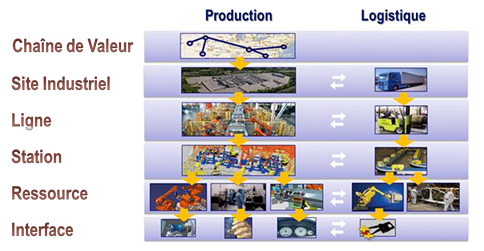 Production Logistique
Chaîne de Valeur
Site Industriel
Ligne
Station
Ressource
Interface